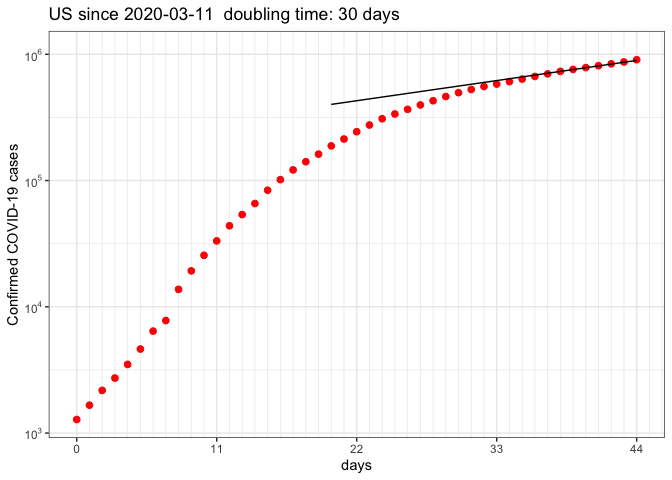 US since 2020-03-11  doubling time: 30 days
Confirmed COVID-19 cases
10⁶
10⁵
10⁴
10³
0 11 22 33 44
days